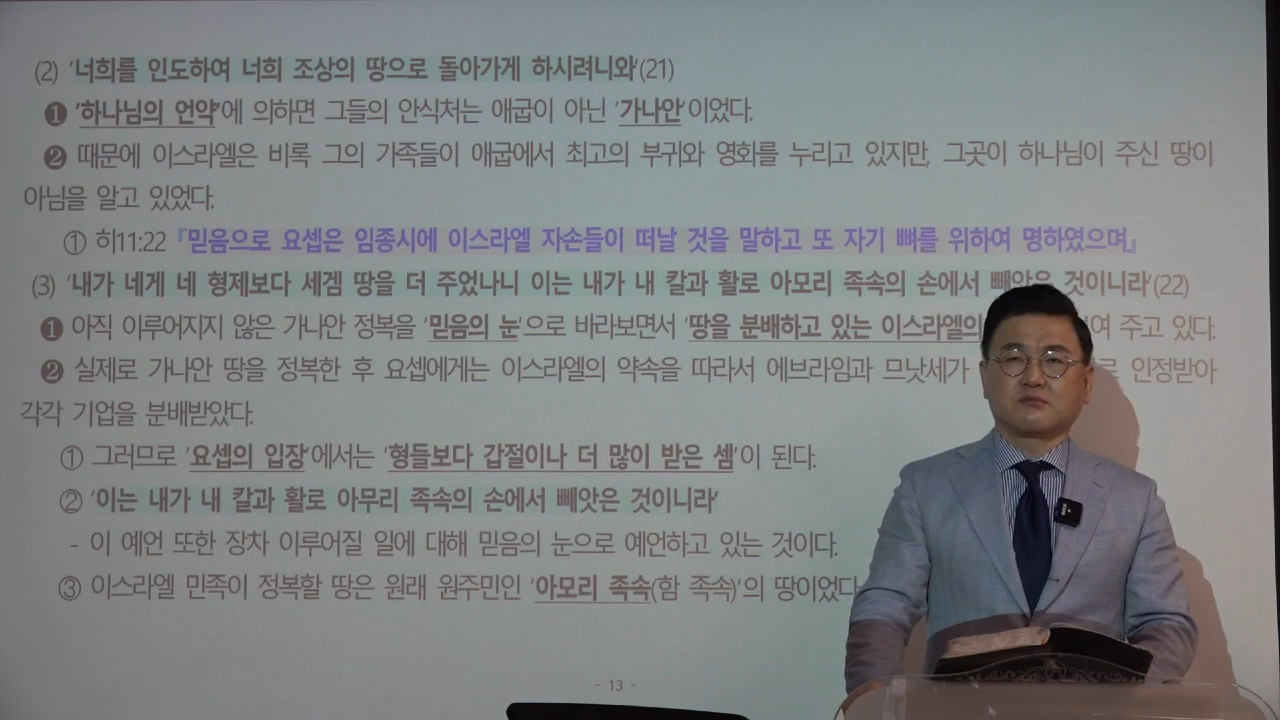 (2) '너희를 인도하여 너희 조상의 땅으로 돌아가게 하시려니와'(21)
❶ '하나님의 언약'에 의하면 그들의 안식처는 애굽이 아닌 '가나안'이었다.
❷ 때문에 이스라엘은 비록 그의 가족들이 애굽에서 최고의 부귀와 영화를 누리고 있지만, 그곳이 하나님이 주신 땅이
아님을 알고 있었다.
① 히11:22 『믿음으로 요셉은 임종시에 이스라엘 자손들이 떠날 것을 말하고 또 자기 뼈를 위하여 명하였으며』
(3) '내가 네게 네 형제보다 세겜 땅을 더 주었나니 이는 내가 내 칼과 활로 아모리 족속의 손에서 빼앗은 것이니라'(22)
❶ 아직 이루어지지 않은 가나안 정복을 '믿음의 눈'으로 바라보면서 '땅을 분배하고 있는 이스라엘의 여 주고 있다.
❷ 실제로 가나안 땅을 정복한 후 요셉에게는 이스라엘의 약속을 따라서 에브라임과 므낫세가 로 인정받아
각각 기업을 분배받았다.
① 그러므로 '요셉의 입장'에서는 '형들보다 갑절이나 더 많이 받은 셈'이 된다.
② '이는 내가 내 칼과 활로 아무리 족속의 손에서 빼앗은 것이니라'
- 이 예언 또한 장차 이루어질 일에 대해 믿음의 눈으로 예언하고 있는 것이다.
③ 이스라엘 민족이 정복할 땅은 원래 원주민인 '아모리 족속(함 족속)'의 땅이었다
- 13 -